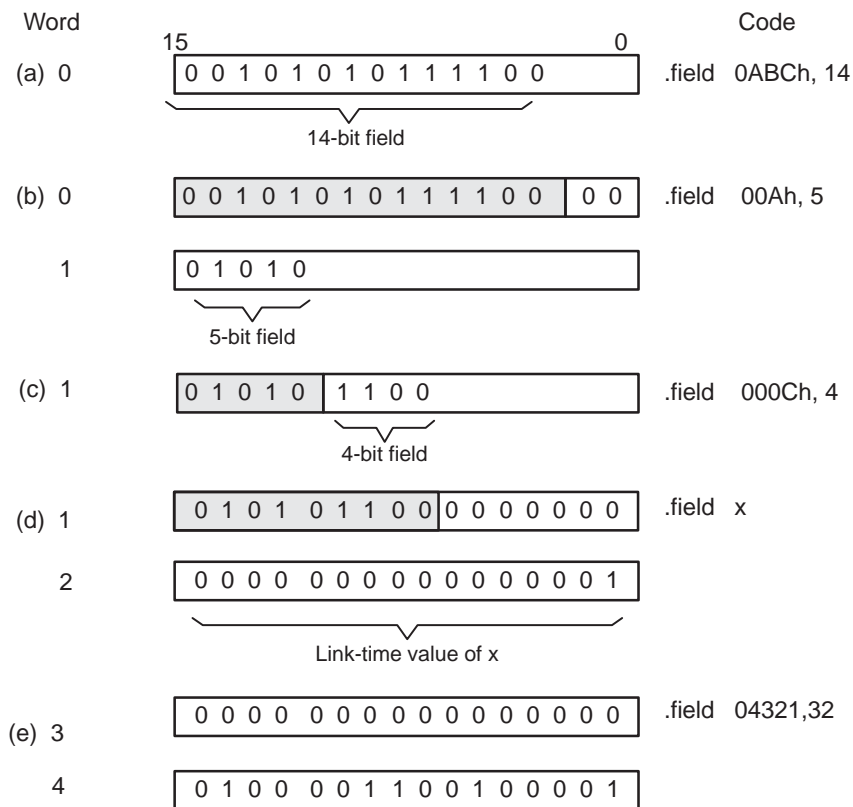 Word Code
15 0
(a) 0 0 0 1 0 1 0 1 0 1 1 1 1 0 0 .field 0ABCh, 14
14-bit field
(b) 0 0 0 1 0 1 0 1 0 1 1 1 1 0 0 0 0 .field 00Ah, 5
1 0 1 0 1 0
5-bit field
(c) 1 0 1 0 1 0 1 1 0 0 .field 000Ch, 4
4-bit field
(d) 1 0 1 0 1 0 1 1 0 0 0 0 0 0 0 0 0 .field x
2 0 0 0 0 0 0 0 0 0 0 0 0 0 0 0 1
Link-time value of x
(e) 3 0 0 0 0 0 0 0 0 0 0 0 0 0 0 0 0 .field 04321,32
4 0 1 0 0 0 0 1 1 0 0 1 0 0 0 0 1